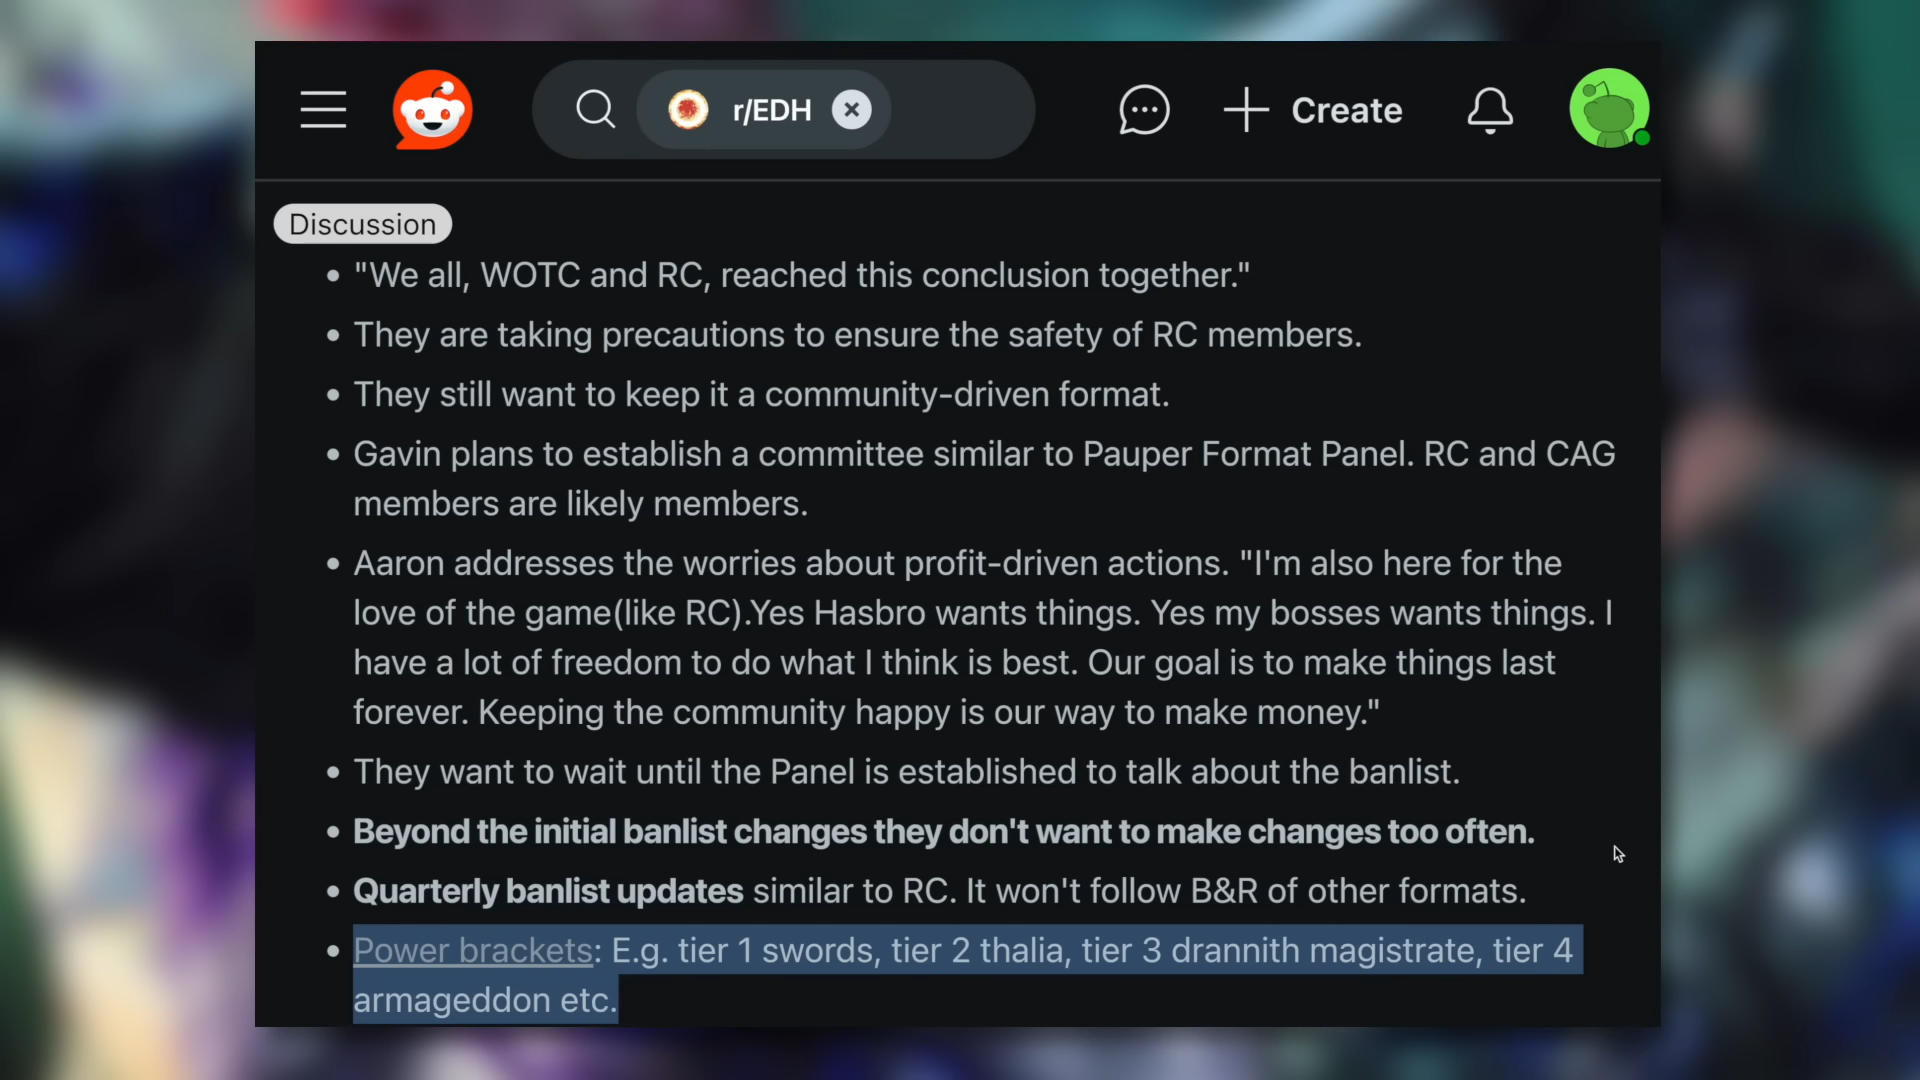 r/EDH
Create
Discussion
• "We all, WOTC and RC, reached this conclusion together."
• They are taking precautions to ensure the safety of RC members.
• They still want to keep it a community-driven format.
• Gavin plans to establish a committee similar to Pauper Format Panel. RC and CAG
members are likely members.
• Aaron addresses the worries about profit-driven actions. "I'm also here for the
love of the game(like RC).Yes Hasbro wants things. Yes my bosses wants things. I
have a lot of freedom to do what I think is best. Our goal is to make things last
forever. Keeping the community happy is our way to make money."
• They want to wait until the Panel is established to talk about the banlist.
• Beyond the initial banlist changes they don't want to make changes too often.
• Quarterly banlist updates similar to RC. It won't follow B&R of other formats.
• Power brackets: E.g. tier 1 swords, tier 2 thalia, tier 3 drannith magistrate, tier 4
armageddon etc.